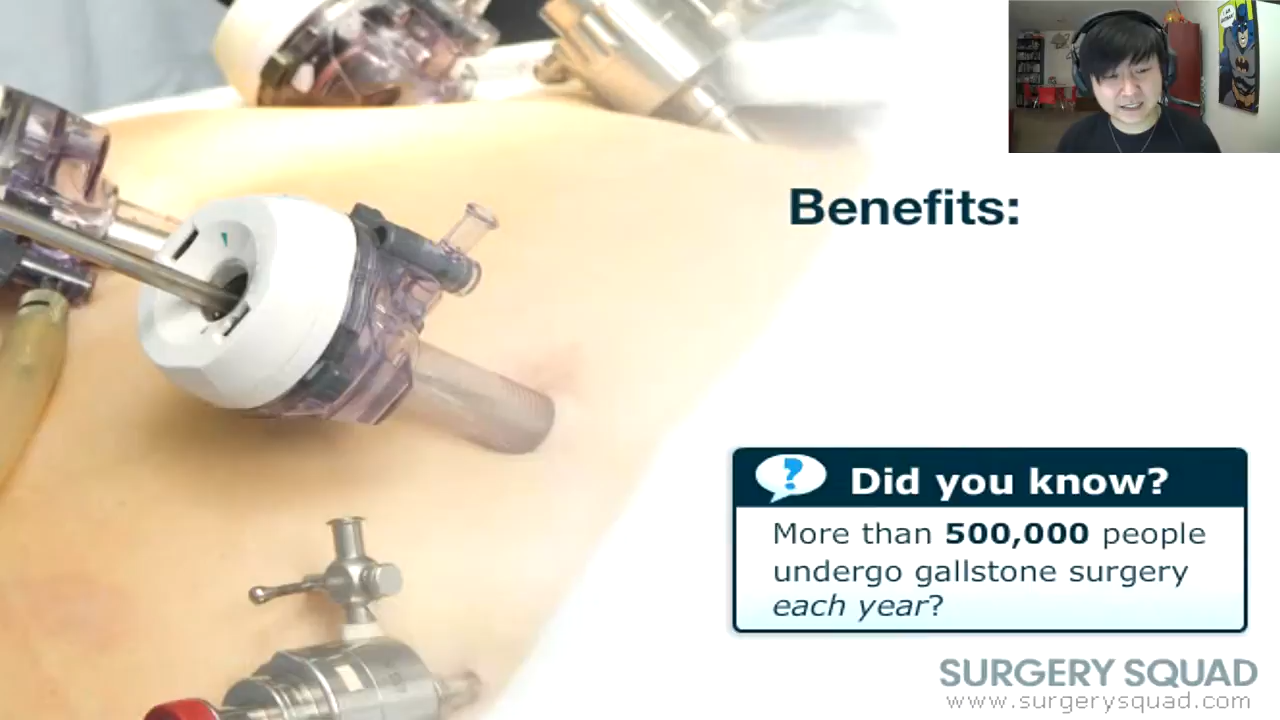 Benefits:
Did you know?
More than 500,000 people
undergo gallstone surgery
each year?
SURGERY SQUAD
www.surgerysquad.com